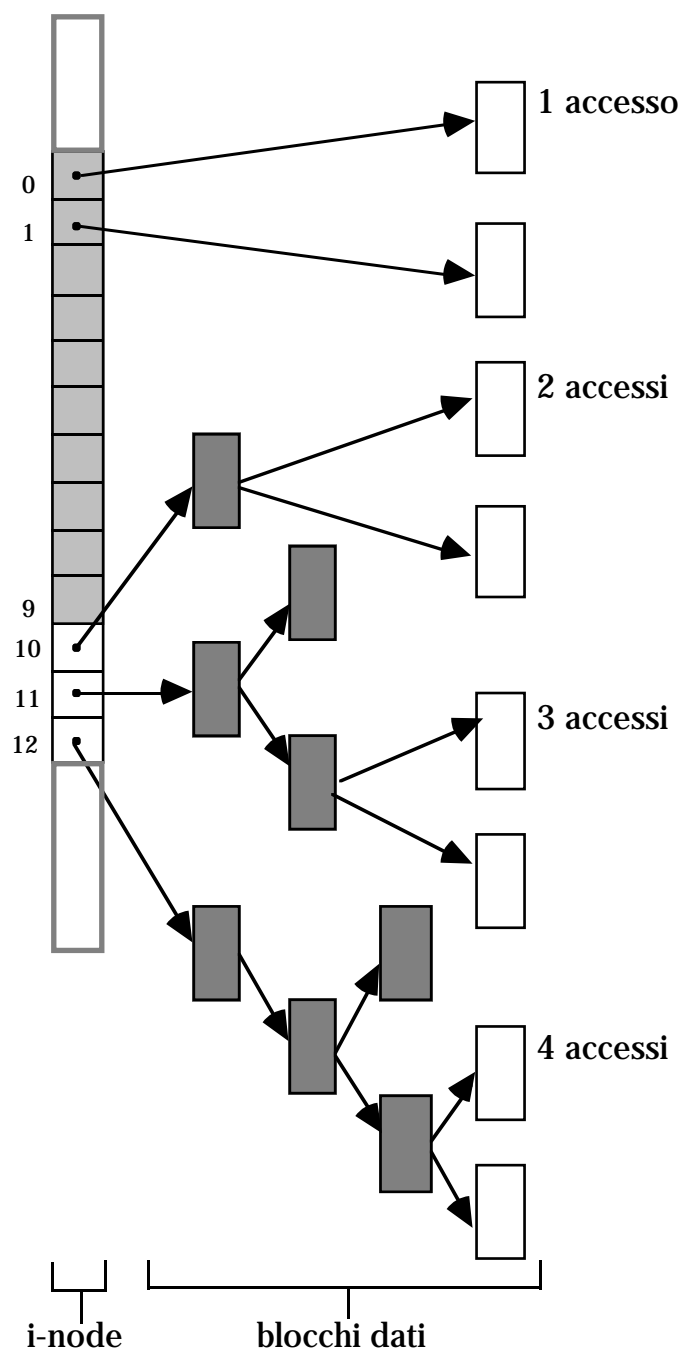 1 accesso
0
1
2 accessi
9
10
11
3 accessi
12
4 accessi
i-node
blocchi dati